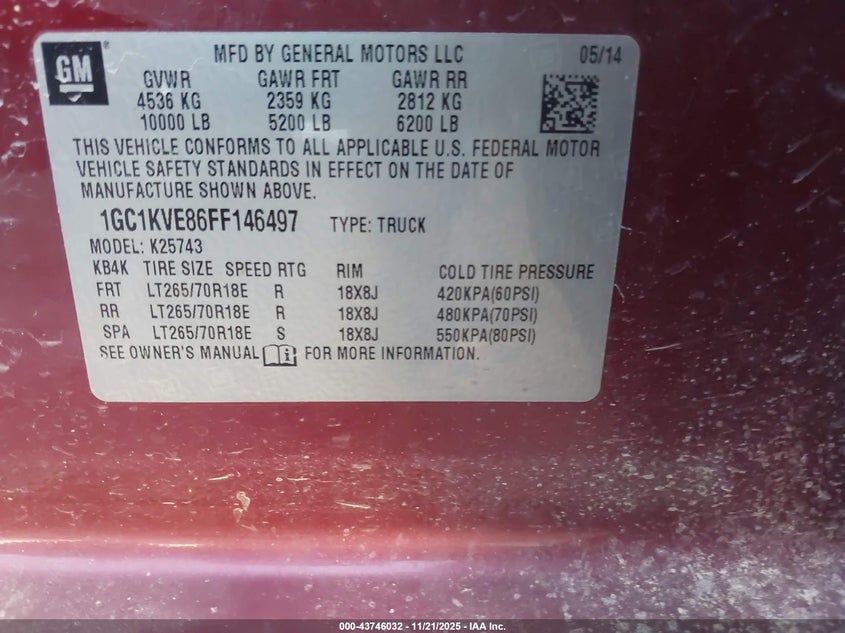 GM
MFD BY GENERAL MOTORS LLC 05/14
GVWR GAWR FRT GAWR RR
4536 KG 2359 KG 2812 KG
10000 LB 5200 LB 6200 LB
THIS VEHICLE CONFORMS TO ALL APPLICABLE U.S. FEDERAL MOTOR
VEHICLE SAFETY STANDARDS IN EFFECT ON THE DATE OF
MANUFACTURE SHOWN ABOVE.
1GC1KVE86FF146497 TYPE: TRUCK
MODEL: K25743
KB4K TIRE SIZE SPEED RTG RIM COLD TIRE PRESSURE
FRT LT265/70R18E R 18X8J 420KPA(60PSI)
RR LT265/70R18E R 18X8J 480KPA(70PSI)
SPA LT265/70R18E S 18X8J 550KPA(80PSI)
SEE OWNER'S MANUAL FOR MORE INFORMATION.
000-43746032 - 11/21/2025 - IAA Inc.